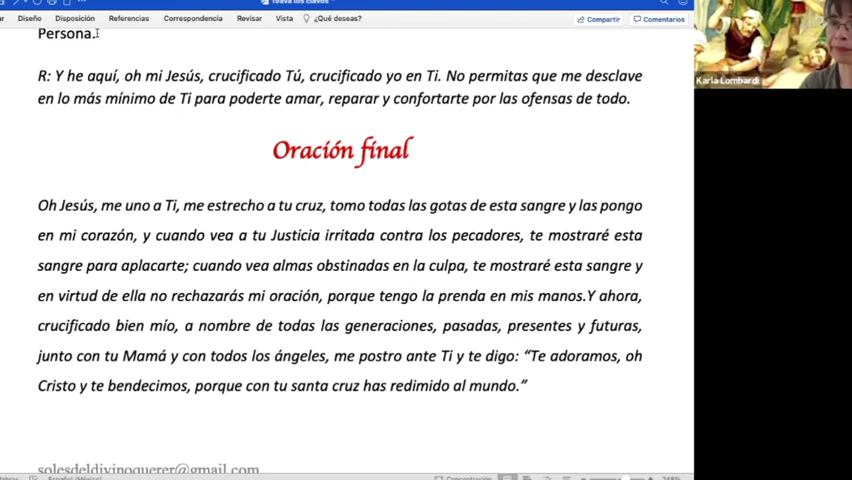 19ava los clavos
Diseño Disposición Referencias Correspondencia Revisar Vista ¿Qué deseas? Compartir Comentarios
Persona.
Karla Lombardi
R: Y he aquí, oh mi Jesús, crucificado Tú, crucificado yo en Ti. No permitas que me desclave
en lo más mínimo de Ti para poderte amar, reparar y confortarte por las ofensas de todo.
Oración final
Oh Jesús, me uno a Ti, me estrecho a tu cruz, tomo todas las gotas de esta sangre y las pongo
en mi corazón, y cuando vea a tu Justicia irritada contra los pecadores, te mostraré esta
sangre para aplacarte; cuando vea almas obstinadas en la culpa, te mostraré esta sangre y
en virtud de ella no rechazarás mi oración, porque tengo la prenda en mis manos.Y ahora,
crucificado bien mío, a nombre de todas las generaciones, pasadas, presentes y futuras,
junto con tu Mamá y con todos los ángeles, me postro ante Ti y te digo: “Te adoramos, oh
Cristo y te bendecimos, porque con tu santa cruz has redimido al mundo.”
solesdeldivinoquerer@gmail.com
Español (México) Concentración 248%